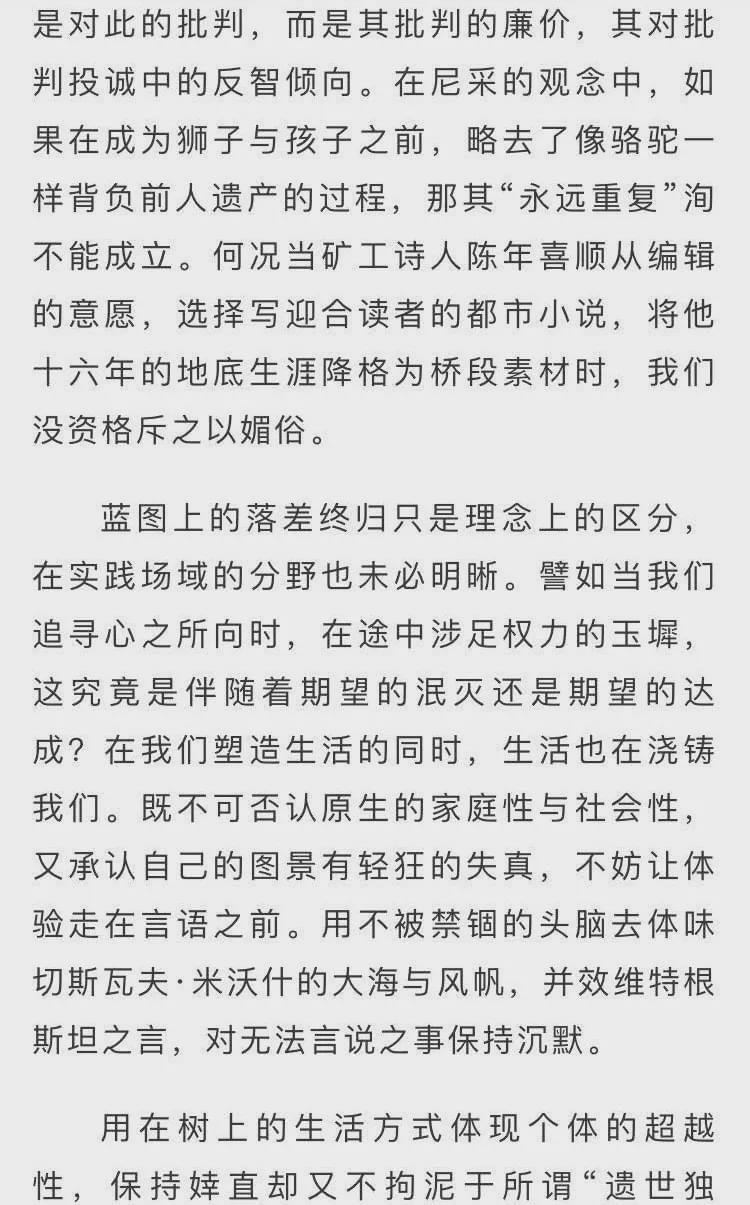 是对此的批判，而是其批判的廉价，其对批
判投诚中的反智倾向。在尼采的观念中，如
果在成为狮子与孩子之前，略去了像骆驼一
样背负前人遗产的过程，那其“永远重复”洵
不能成立。何况当矿工诗人陈年喜顺从编辑
的意愿，选择写迎合读者的都市小说，将他
十六年的地底生涯降格为桥段素材时，我们
没资格斥之以媚俗。
蓝图上的落差终归只是理念上的区分，
在实践场域的分野也未必明晰。譬如当我们
追寻心之所向时，在途中涉足权力的玉墀，
这究竟是伴随着期望的泯灭还是期望的达
成？在我们塑造生活的同时，生活也在浇铸
我们。既不可否认原生的家庭性与社会性，
又承认自己的图景有轻狂的失真，不妨让体
验走在言语之前。用不被禁锢的头脑去体味
切斯瓦夫·米沃什的大海与风帆，并效维特根
斯坦之言，对无法言说之事保持沉默。
用在树上的生活方式体现个体的超越
性，保持婞直却又不拘泥于所谓“遗世独